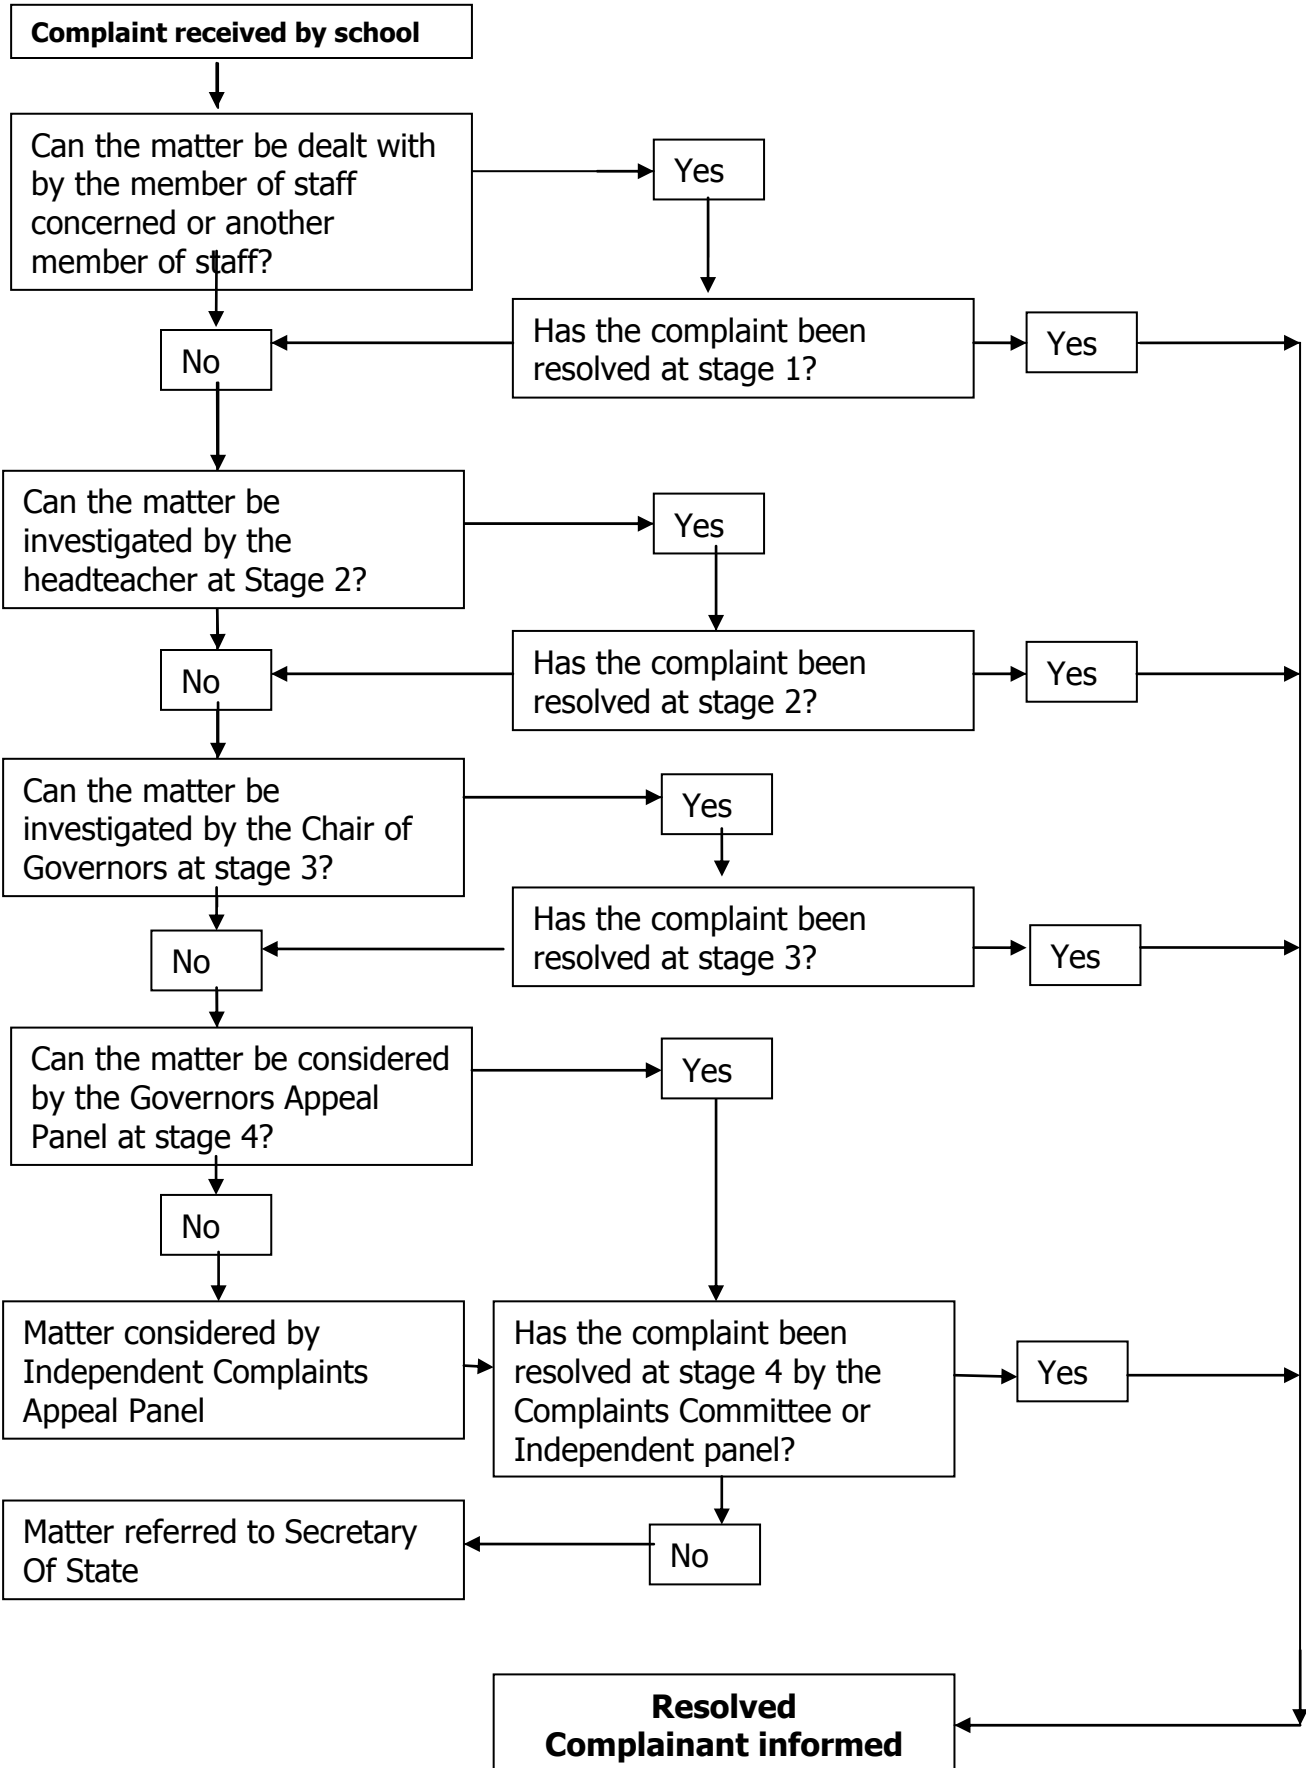 Complaint received by school
Can the matter be dealt with
by the member of staff
concerned or another
member of staff?
Yes
Has the complaint been
resolved at stage 1?
Yes
No
Can the matter be
investigated by the
headteacher at Stage 2?
Yes
Has the complaint been
resolved at stage 2?
Yes
No
Can the matter be
investigated by the Chair of
Governors at stage 3?
Yes
Has the complaint been
resolved at stage 3?
Yes
No
Can the matter be considered
by the Governors Appeal
Panel at stage 4?
Yes
No
Matter considered by
Independent Complaints
Appeal Panel
Has the complaint been
resolved at stage 4 by the
Complaints Committee or
Independent panel?
Yes
Matter referred to Secretary
Of State
No
Resolved
Complainant informed